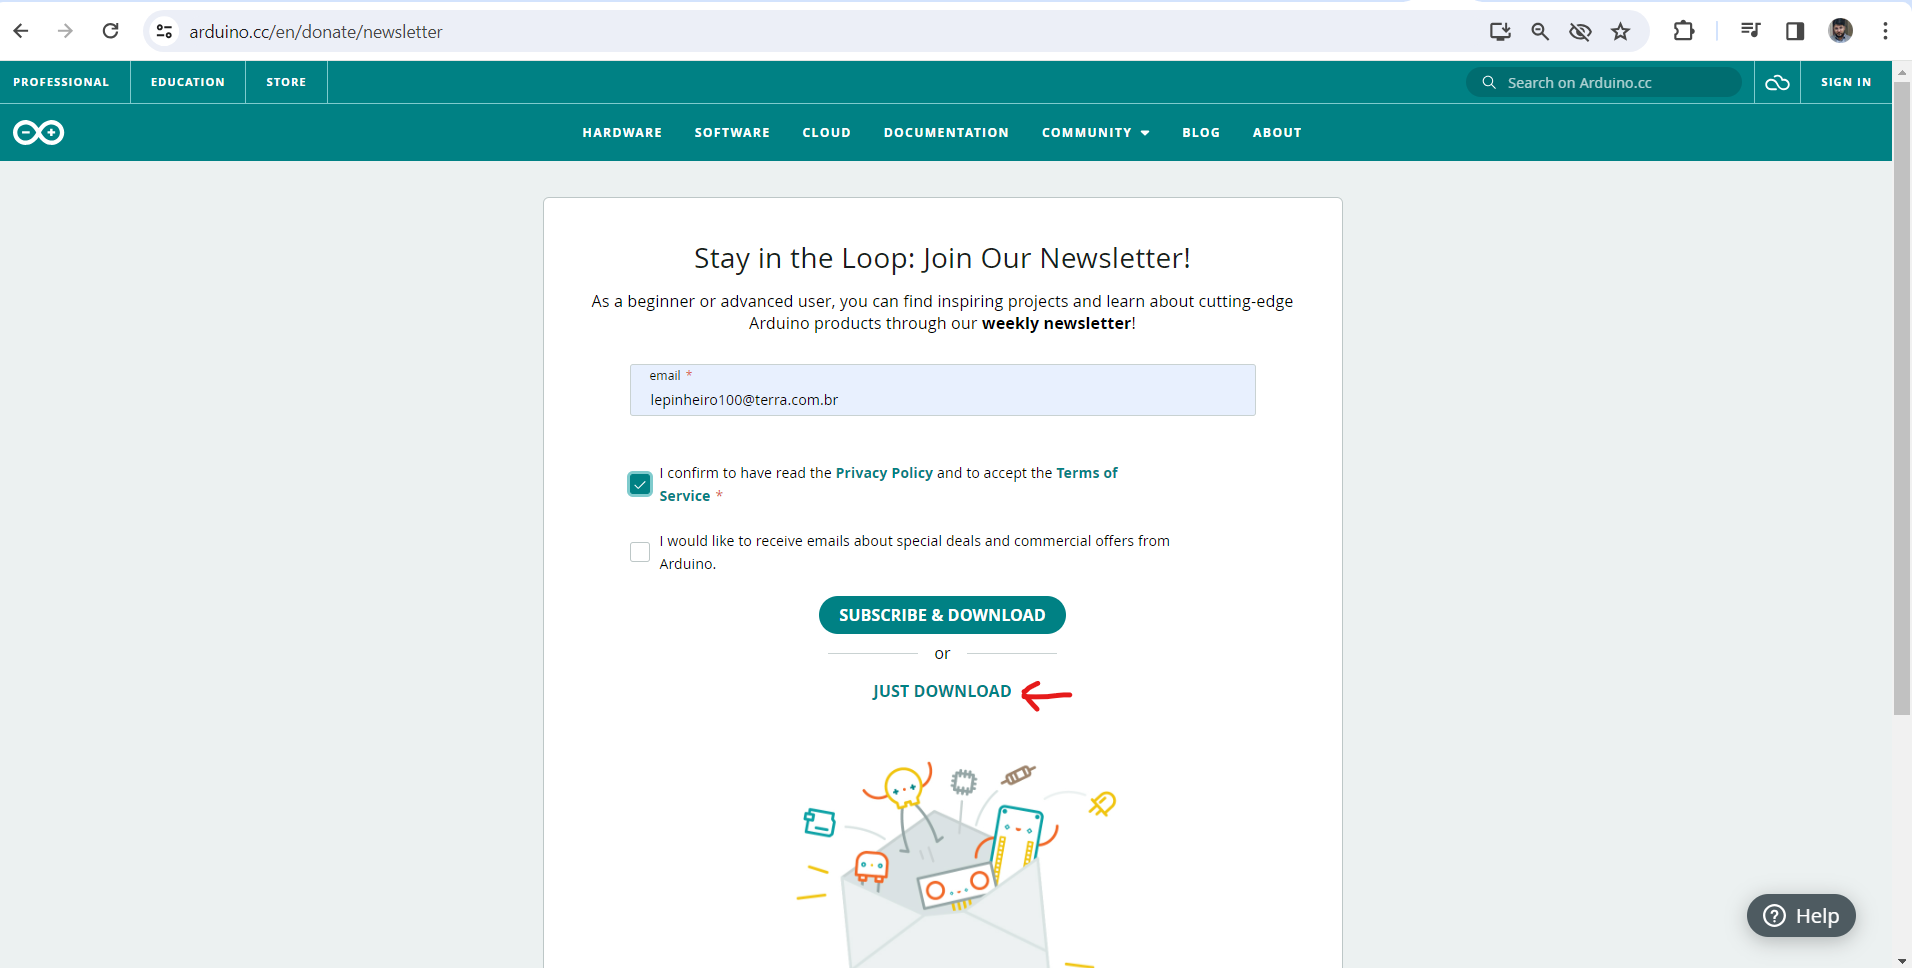 arduino.cc/en/donate/newsletter
PROFESSIONAL
EDUCATION
STORE
Search on Arduino.cc
SIGN IN
HARDWARE
SOFTWARE
CLOUD
DOCUMENTATION
COMMUNITY
BLOG
ABOUT
Stay in the Loop: Join Our Newsletter!
As a beginner or advanced user, you can find inspiring projects and learn about cutting-edge
Arduino products through our weekly newsletter!
email *
lepinheiro100@terra.com.br
I confirm to have read the Privacy Policy and to accept the Terms of
Service *
I would like to receive emails about special deals and commercial offers from
Arduino.
SUBSCRIBE & DOWNLOAD
or
JUST DOWNLOAD
Help